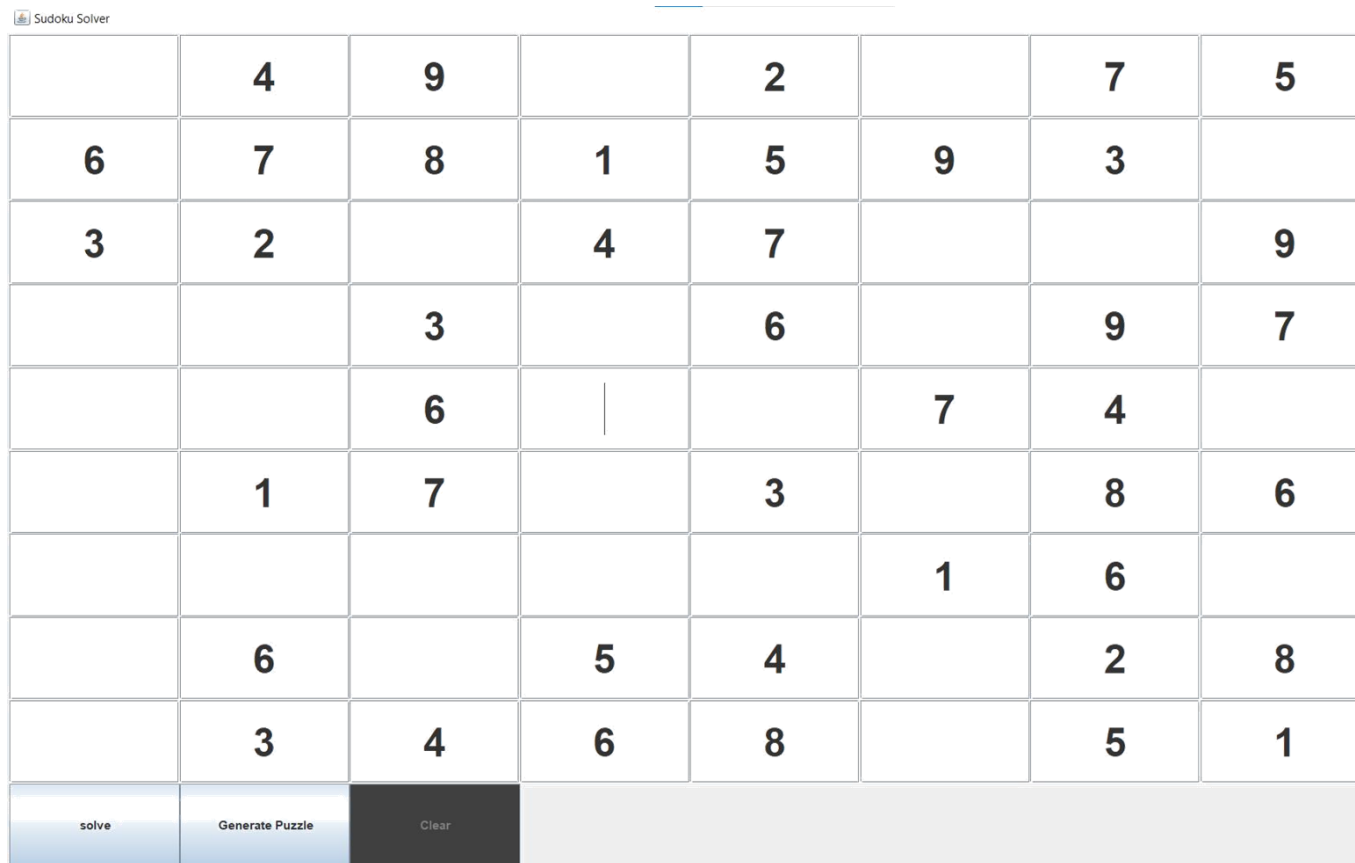 Sudoku Solver
4 9 2 7 5
6 7 8 1 5 9 3
3 2 4 7 9
3 6 9 7
6 7 4
1 7 3 8 6
1 6
6 5 4 2 8
3 4 6 8 5 1
solve Generate Puzzle Clear